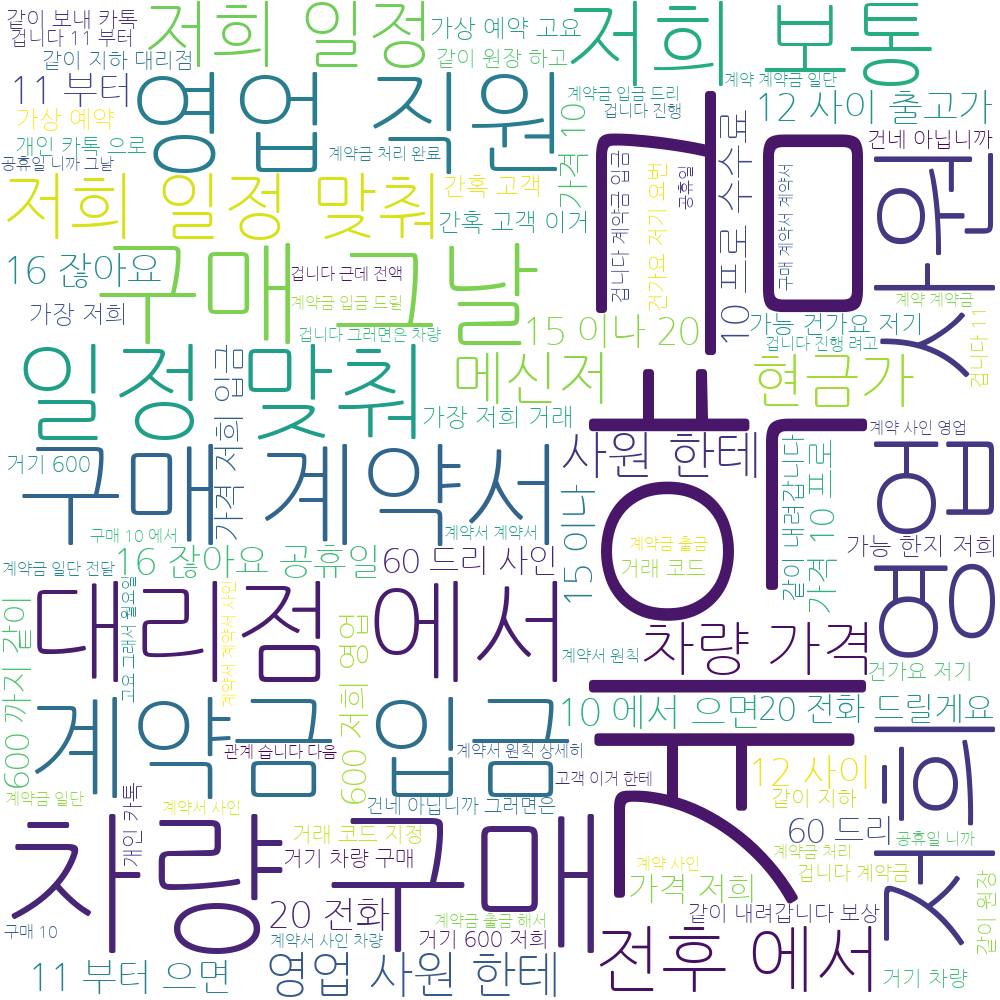 같이 보내 카톡
저희 일정
가상 예약 고요
저희 보통
겁니다 11 부터
같이 지하 대리점
같이 원장 하고
11 부터
영업 직원
계약금 입금 드리
계약 계약금 일단
겁니다 진행
12 사이 출고가
가상 예약
개인 카톡 으로
공휴일 니까 그날
계약금 처리 완료
가격 10
건네 아닙니까
저희 일정 맞춰
간혹 고객
간혹 고객 이거
겁니다 계약금 입금
건가요 저기 요번
공휴일
10 프로 수수료
구매 계약서 계약서
영업 사원
계약금
16 잖아요
구매 그날
겁니다 근데 전액
계약금 입금 드릴
겁니다 그러면은 차량
가장 저희
15 이나 20
가능 건가요 저기
겁니다 진행 려고
계약 계약금
겁니다 11
일정 맞춰
가격 저희 입금
메신저
현금가
가장 저희 거래
거기 600
구매 계약서
사원 한테
계약 사인 영업
구매 10 에서
계약서 계약서
15 이나
같이 내려갑니다
가격 10 프로
계약금 출금
거래 코드
가능 한지 저희
계약금 일단 전달
16 잖아요 공휴일
60 드리 사인
600 까지 같이
대리점 에서
고요 그래서 월요일
계약서 계약서 사인
600 저희 영업
계약서 원칙
차량 가격
건가요 저기
계약금 입금
10 에서 으면
20 전화 드릴게요
저희
관계 습니다 다음
계약서 원칙 상세히
고객 이거 한테
12 사이
같이 지하
계약금 일단
개인 카톡
계약서 사인
건네 아닙니까 그러면은
차량 구매
거래 코드 지정
거기 차량 구매
60 드리
공휴일 니까
계약금 처리
계약 사인
겁니다 계약금
가격 저희
같이 원장
20 전화
계약금 출금 해서
같이 내려갑니다 보상
구매 10
계약서 사인 차량
거기 600 저희
전후 에서
11 부터 으면
영업 사원 한테
거기 차량